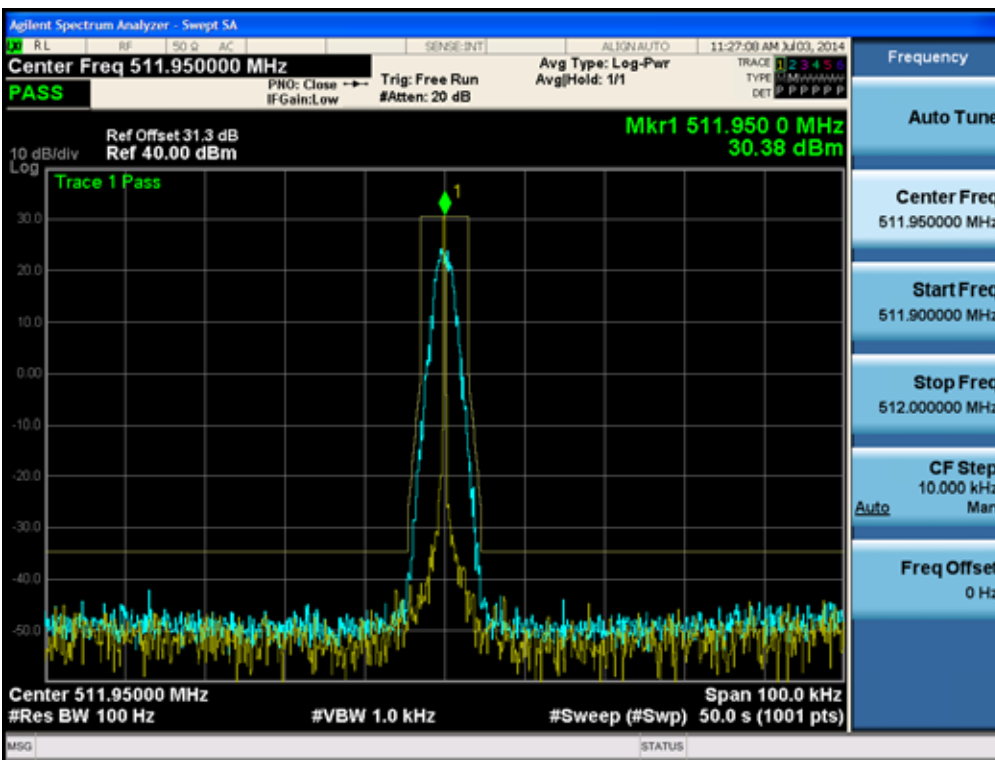 Agilent Spectrum Analyzer - Swept SA
RL RF 50 Ω AC SENSE:INT ALIGN AUTO 11:27:08 AM Jul 03, 2014
Center Freq 511.950000 MHz
PASS
PNO: Close
IFGain:Low
Trig: Free Run
#Atten: 20 dB
Avg Type: Log-Pwr
Avg|Hold: 1/1
TRACE 1 2 3 4 5 6
TYPE
DET P P P P P P
Ref Offset 31.3 dB
Ref 40.00 dBm
10 dB/div
Log
Mkr1 511.950 0 MHz
30.38 dBm
Trace 1 Pass
1
30.0
20.0
10.0
0.00
-10.0
-20.0
-30.0
-40.0
-50.0
Center 511.95000 MHz
#Res BW 100 Hz
#VBW 1.0 kHz
Span 100.0 kHz
#Sweep (#Swp) 50.0 s (1001 pts)
MSG STATUS
Frequency
Auto Tune
Center Freq
511.950000 MHz
Start Freq
511.900000 MHz
Stop Freq
512.000000 MHz
CF Step
10.000 kHz
Auto Man
Freq Offset
0 Hz